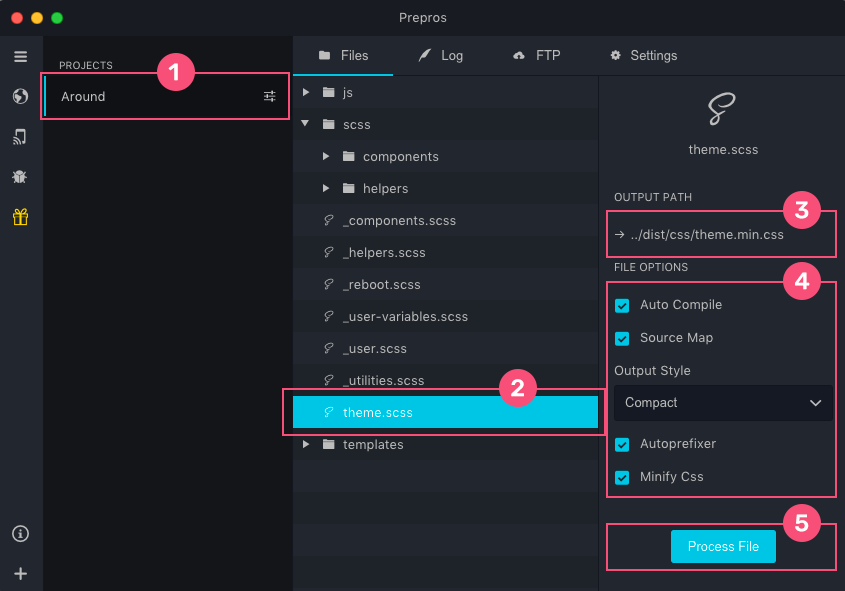 Prepros
PROJECTS
1
Around
Files
Log
FTP
Settings
js
scss
components
helpers
_components.scss
_helpers.scss
_reboot.scss
_user-variables.scss
_user.scss
_utilities.scss
2
theme.scss
templates
theme.scss
OUTPUT PATH
3
→ ../dist/css/theme.min.css
FILE OPTIONS
4
Auto Compile
Source Map
Output Style
Compact
Autoprefixer
Minify Css
5
Process File